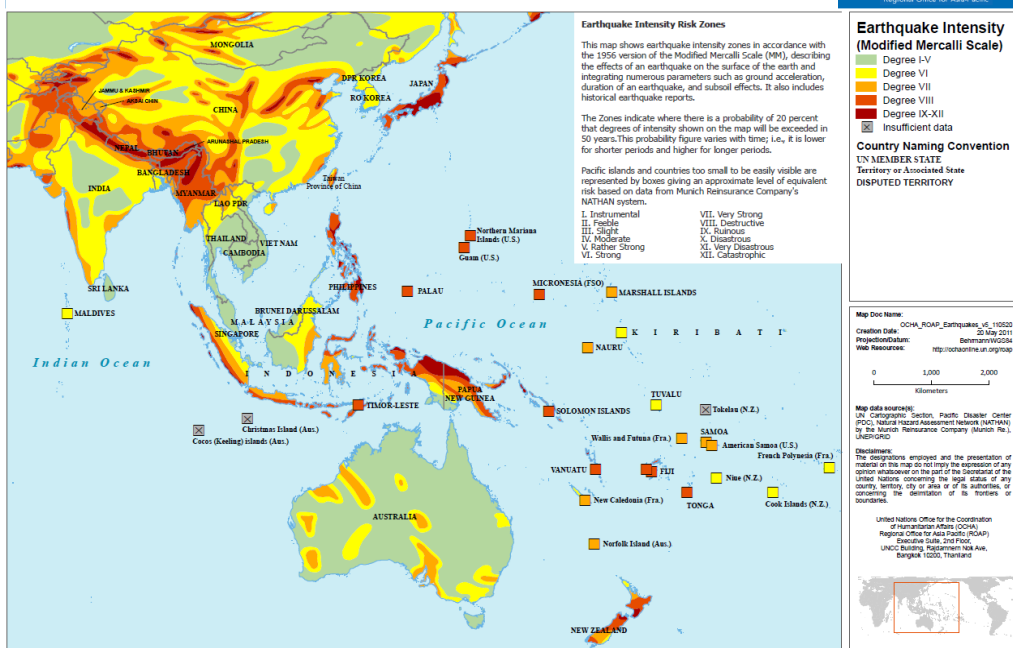 Regional Office for Asia-Pacific
Earthquake Intensity Risk Zones
This map shows earthquake intensity zones in accordance with
the 1956 version of the Modified Mercalli Scale (MM), describing
the effects of an earthquake on the surface of the earth and
integrating numerous parameters such as ground acceleration,
duration of an earthquake, and subsoil effects. It also includes
historical earthquake reports.
The Zones indicate where there is a probability of 20 percent
that degrees of intensity shown on the map will be exceeded in
50 years.This probability figure varies with time; i.e., it is lower
for shorter periods and higher for longer periods.
Pacific islands and countries too small to be easily visible are
represented by boxes giving an approximate level of equivalent
risk based on data from Munich Reinsurance Company's
NATHAN system.
I. Instrumental
II. Feeble
III. Slight
IV. Moderate
V. Rather Strong
VI. Strong
VII. Very Strong
VIII. Destructive
IX. Ruinous
X. Disastrous
XI. Very Disastrous
XII. Catastrophic
MONGOLIA
DPR KOREA
RO KOREA
JAPAN
JAMMU & KASHMIR
AKSAI CHIN
CHINA
NEPAL
BHUTAN
ARUNASHAL PRADESH
BANGLADESH
INDIA
MYANMAR
Taiwan
Province of China
LAO PDR
THAILAND
VIET NAM
CAMBODIA
Northern Mariana
Islands (U.S.)
Guam (U.S.)
SRI LANKA
MALDIVES
PHILIPPINES
PALAU
MICRONESIA (FSO)
MARSHALL ISLANDS
BRUNEI DARUSSALAM
MALAYSIA
SINGAPORE
Pacific Ocean
KIRIBATI
NAURU
Indian Ocean
INDONESIA
PAPUA
NEW GUINEA
TIMOR-LESTE
SOLOMON ISLANDS
TUVALU
Tokelau (N.Z.)
Christmas Island (Aus.)
Cocos (Keeling) islands (Aus.)
Wallis and Futuna (Fra.)
SAMOA
American Samoa (U.S.)
French Polynesia (Fra.)
VANUATU
FIJI
Niue (N.Z.)
New Caledonia (Fra.)
TONGA
Cook Islands (N.Z.)
AUSTRALIA
Norfolk Island (Aus.)
NEW ZEALAND
Earthquake Intensity
(Modified Mercalli Scale)
Degree I-V
Degree VI
Degree VII
Degree VIII
Degree IX-XII
Insufficient data
Country Naming Convention
UN MEMBER STATE
Territory or Associated State
DISPUTED TERRITORY
Map Doc Name:
OCHA_ROAP_Earthquakes_v5_110520
Creation Date: 20 May 2011
Projection/Datum: Behrmann/WGS84
Web Resources: http://ochaonline.un.org/roap
0 1,000 2,000
Kilometers
Map data source(s):
UN Cartographic Section, Pacific Disaster Center
(PDC), Natural Hazard Assessment Network (NATHAN)
by the Munich Reinsurance Company (Munich Re.),
UNEP/GRID
Disclaimers:
The designations employed and the presentation of
material on this map do not imply the expression of any
opinion whatsoever on the part of the Secretariat of the
United Nations concerning the legal status of any
country, territory, city or area or of its authorities, or
concerning the delimitation of its frontiers or
boundaries.
United Nations Office for the Coordination
of Humanitarian Affairs (OCHA)
Regional Office for Asia Pacific (ROAP)
Executive Suite, 2nd Floor,
UNCC Building, Rajdamnern Nok Ave,
Bangkok 10200, Thailand